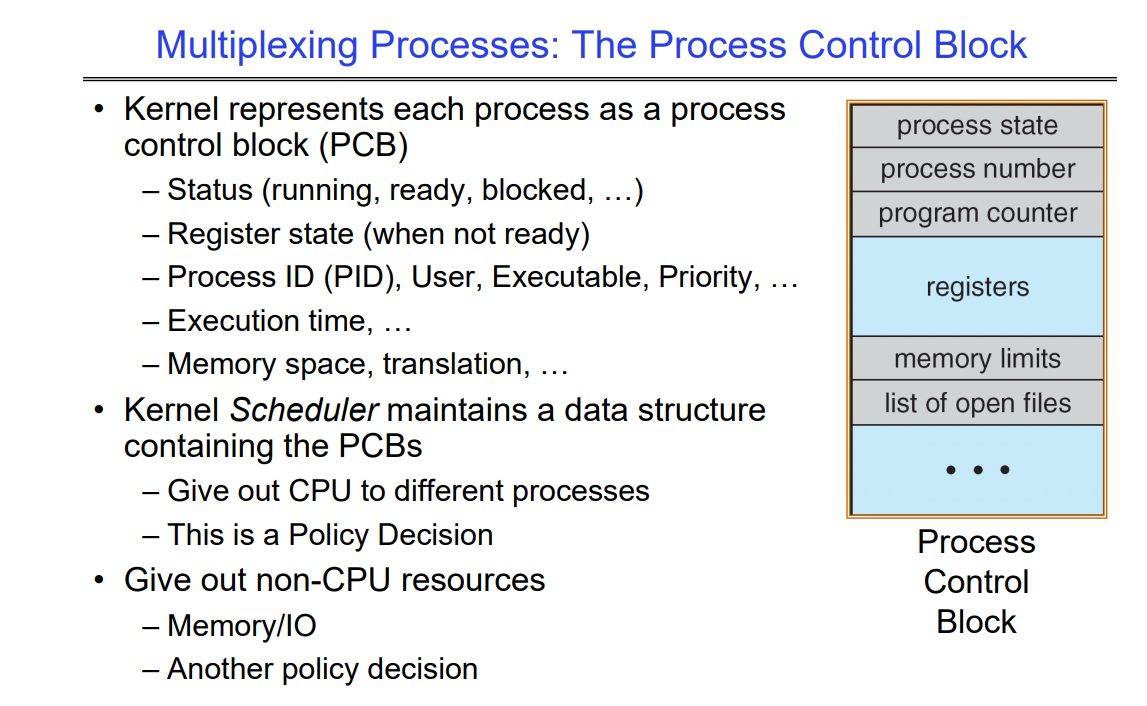 Multiplexing Processes: The Process Control Block
• Kernel represents each process as a process
control block (PCB)
– Status (running, ready, blocked, …)
– Register state (when not ready)
– Process ID (PID), User, Executable, Priority, …
– Execution time, …
– Memory space, translation, …
• Kernel Scheduler maintains a data structure
containing the PCBs
– Give out CPU to different processes
– This is a Policy Decision
• Give out non-CPU resources
– Memory/IO
– Another policy decision
process state
process number
program counter
registers
memory limits
list of open files
• • •
Process
Control
Block